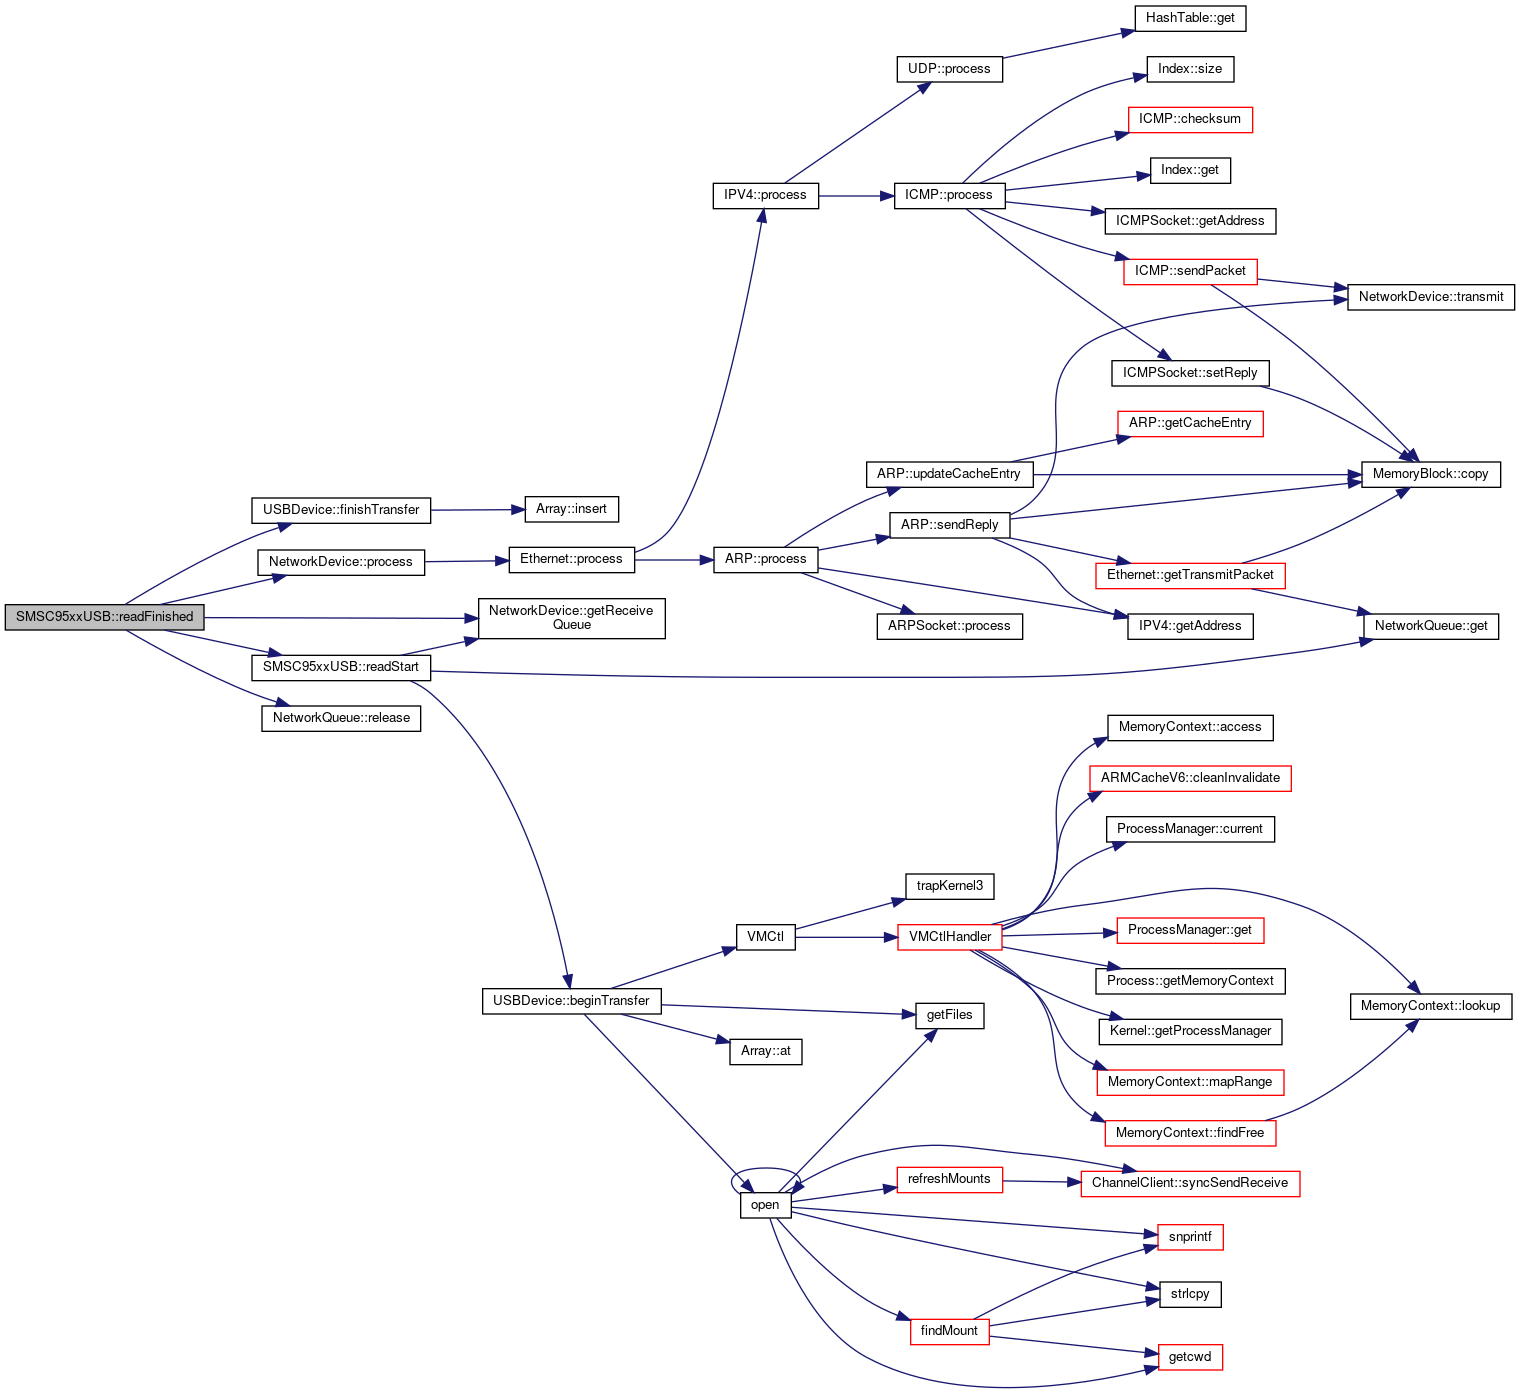 HashTable::get
UDP::process
Index::size
ICMP::checksum
Index::get
IPV4::process
ICMP::process
ICMPSocket::getAddress
ICMP::sendPacket
NetworkDevice::transmit
ICMPSocket::setReply
ARP::getCacheEntry
ARP::updateCacheEntry
MemoryBlock::copy
USBDevice::finishTransfer
Array::insert
ARP::sendReply
NetworkDevice::process
Ethernet::process
ARP::process
Ethernet::getTransmitPacket
SMSC95xxUSB::readFinished
NetworkDevice::getReceive
Queue
ARPSocket::process
IPV4::getAddress
NetworkQueue::get
SMSC95xxUSB::readStart
NetworkQueue::release
MemoryContext::access
ARMCacheV6::cleanInvalidate
ProcessManager::current
trapKernel3
VMCtl
VMCtlHandler
ProcessManager::get
Process::getMemoryContext
USBDevice::beginTransfer
getFiles
MemoryContext::lookup
Kernel::getProcessManager
Array::at
MemoryContext::mapRange
MemoryContext::findFree
refreshMounts
ChannelClient::syncSendReceive
open
snprintf
strlcpy
findMount
getcwd